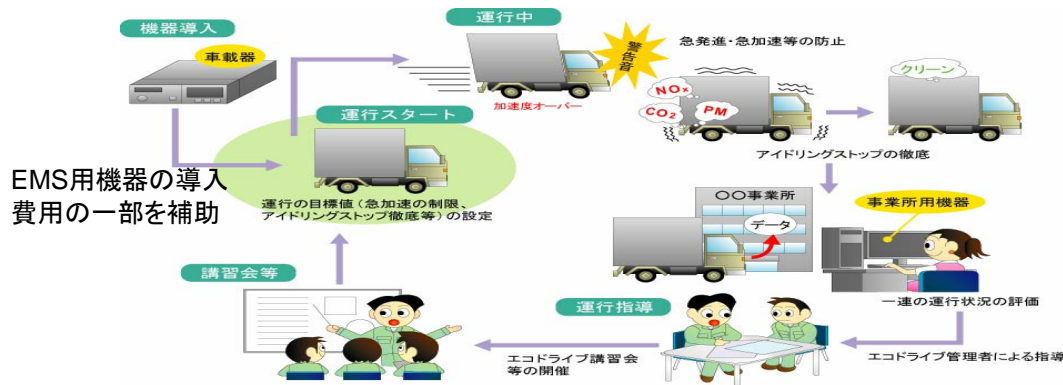 機器導入
車載器
運行中
警告音
加速度オーバー
急発進・急加速等の防止
NOx
CO2
PM
クリーン
アイドリングストップの徹底
運行スタート
運行の目標値（急加速の制限、
アイドリングストップ徹底等）の設定
EMS用機器の導入
費用の一部を補助
〇〇事業所
データ
事業所用機器
一連の運行状況の評価
エコドライブ管理者による指導
運行指導
エコドライブ講習会
等の開催
講習会等